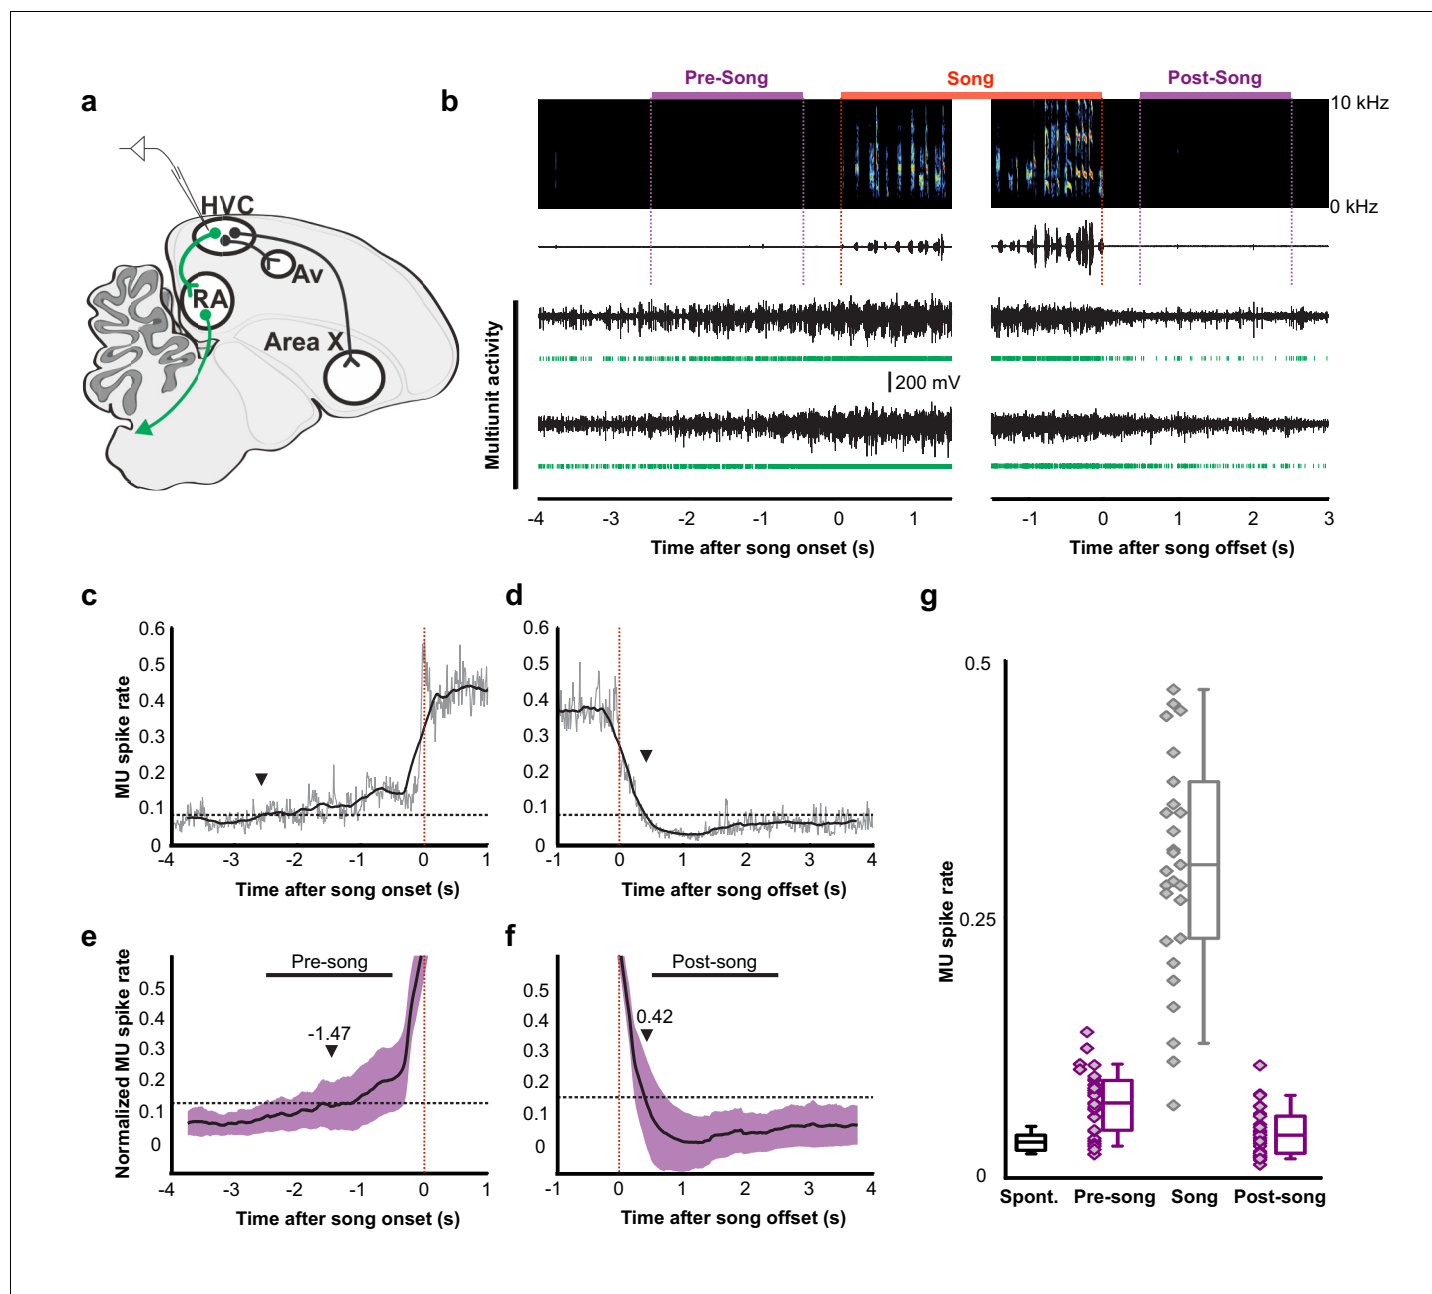 a
HVC
RA
Av
Area X
b
Pre-Song
Song
Post-Song
10 kHz
0 kHz
Multiunit activity
200 mV
-4 -3 -2 -1 0 1
Time after song onset (s)
-1 0 1 2 3
Time after song offset (s)
c
MU spike rate
0.6
0.5
0.4
0.3
0.2
0.1
0
-4 -3 -2 -1 0 1
Time after song onset (s)
d
0.6
0.5
0.4
0.3
0.2
0.1
0
-1 0 1 2 3 4
Time after song offset (s)
e
Normalized MU spike rate
Pre-song
-1.47
0.5
0.4
0.3
0.2
0.1
0
-4 -3 -2 -1 0 1
Time after song onset (s)
f
Post-song
0.42
0.5
0.4
0.3
0.2
0.1
0
-1 0 1 2 3 4
Time after song offset (s)
g
MU spike rate
0.5
0.25
0
Spont. Pre-song Song Post-song